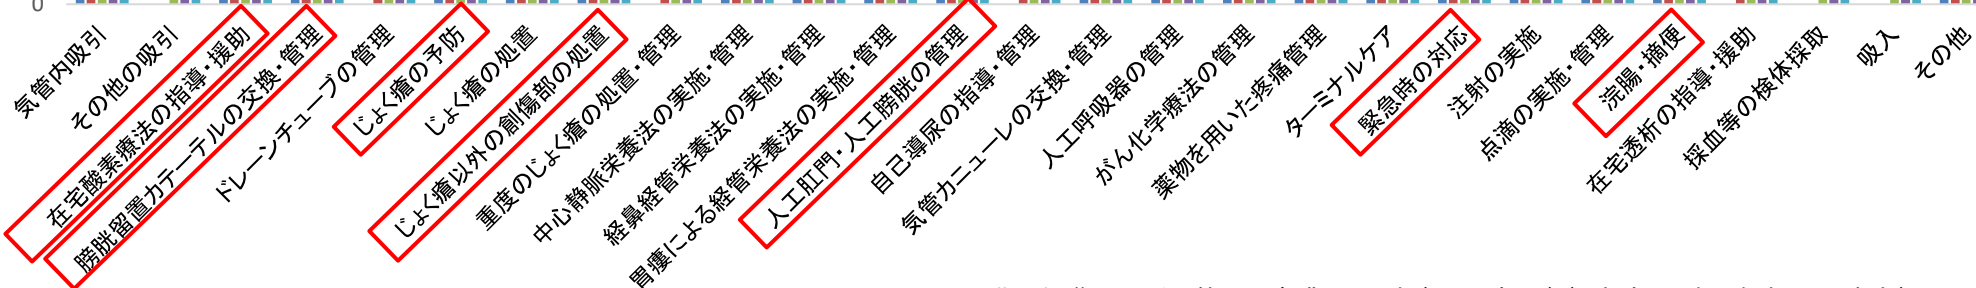 0
気管内吸引
その他の吸引
在宅酸素療法の指導・援助
膀胱留置カテーテルの交換・管理
ドレーンチューブの管理
じょく瘡の予防
じょく瘡の処置
じょく瘡以外の創傷部の処置
重度のじょく瘡の処置・管理
中心静脈栄養法の実施・管理
経鼻経管栄養法の実施・管理
胃瘻による経管栄養法の実施・管理
人工肛門・人工膀胱の管理
自己導尿の指導・管理
気管カニューレの交換・管理
人工呼吸器の管理
がん化学療法の管理
薬物を用いた疼痛管理
ターミナルケア
緊急時の対応
注射の実施
点滴の実施・管理
浣腸・摘便
在宅透析の指導・援助
採血等の検体採取
吸入
その他